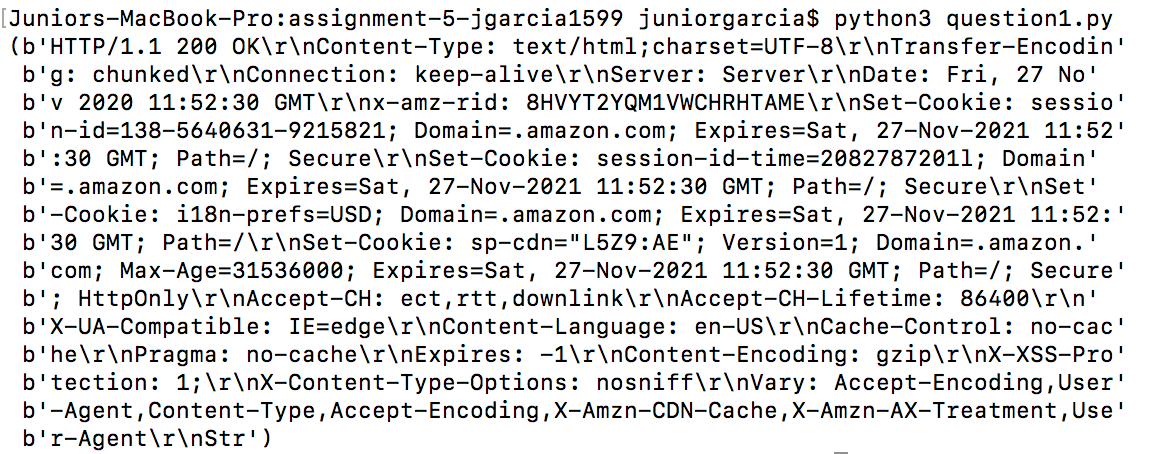 [Juniors-MacBook-Pro:assignment-5-jgarcia1599 juniorgarcia$ python3 question1.py
(b'HTTP/1.1 200 OK\r\nContent-Type: text/html;charset=UTF-8\r\nTransfer-Encodin'
 b'g: chunked\r\nConnection: keep-alive\r\nServer: Server\r\nDate: Fri, 27 No'
 b'v 2020 11:52:30 GMT\r\nx-amz-rid: 8HVYT2YQM1VWCHRHTAME\r\nSet-Cookie: sessio'
 b'n-id=138-5640631-9215821; Domain=.amazon.com; Expires=Sat, 27-Nov-2021 11:52'
 b':30 GMT; Path=/; Secure\r\nSet-Cookie: session-id-time=2082787201l; Domain'
 b'=.amazon.com; Expires=Sat, 27-Nov-2021 11:52:30 GMT; Path=/; Secure\r\nSet'
 b'-Cookie: i18n-prefs=USD; Domain=.amazon.com; Expires=Sat, 27-Nov-2021 11:52:'
 b'30 GMT; Path=/\r\nSet-Cookie: sp-cdn="L5Z9:AE"; Version=1; Domain=.amazon.'
 b'com; Max-Age=31536000; Expires=Sat, 27-Nov-2021 11:52:30 GMT; Path=/; Secure'
 b'; HttpOnly\r\nAccept-CH: ect,rtt,downlink\r\nAccept-CH-Lifetime: 86400\r\n'
 b'X-UA-Compatible: IE=edge\r\nContent-Language: en-US\r\nCache-Control: no-cac'
 b'he\r\nPragma: no-cache\r\nExpires: -1\r\nContent-Encoding: gzip\r\nX-XSS-Pro'
 b'tection: 1;\r\nX-Content-Type-Options: nosniff\r\nVary: Accept-Encoding,User'
 b'-Agent,Content-Type,Accept-Encoding,X-Amzn-CDN-Cache,X-Amzn-AX-Treatment,Use'
 b'r-Agent\r\nStr')